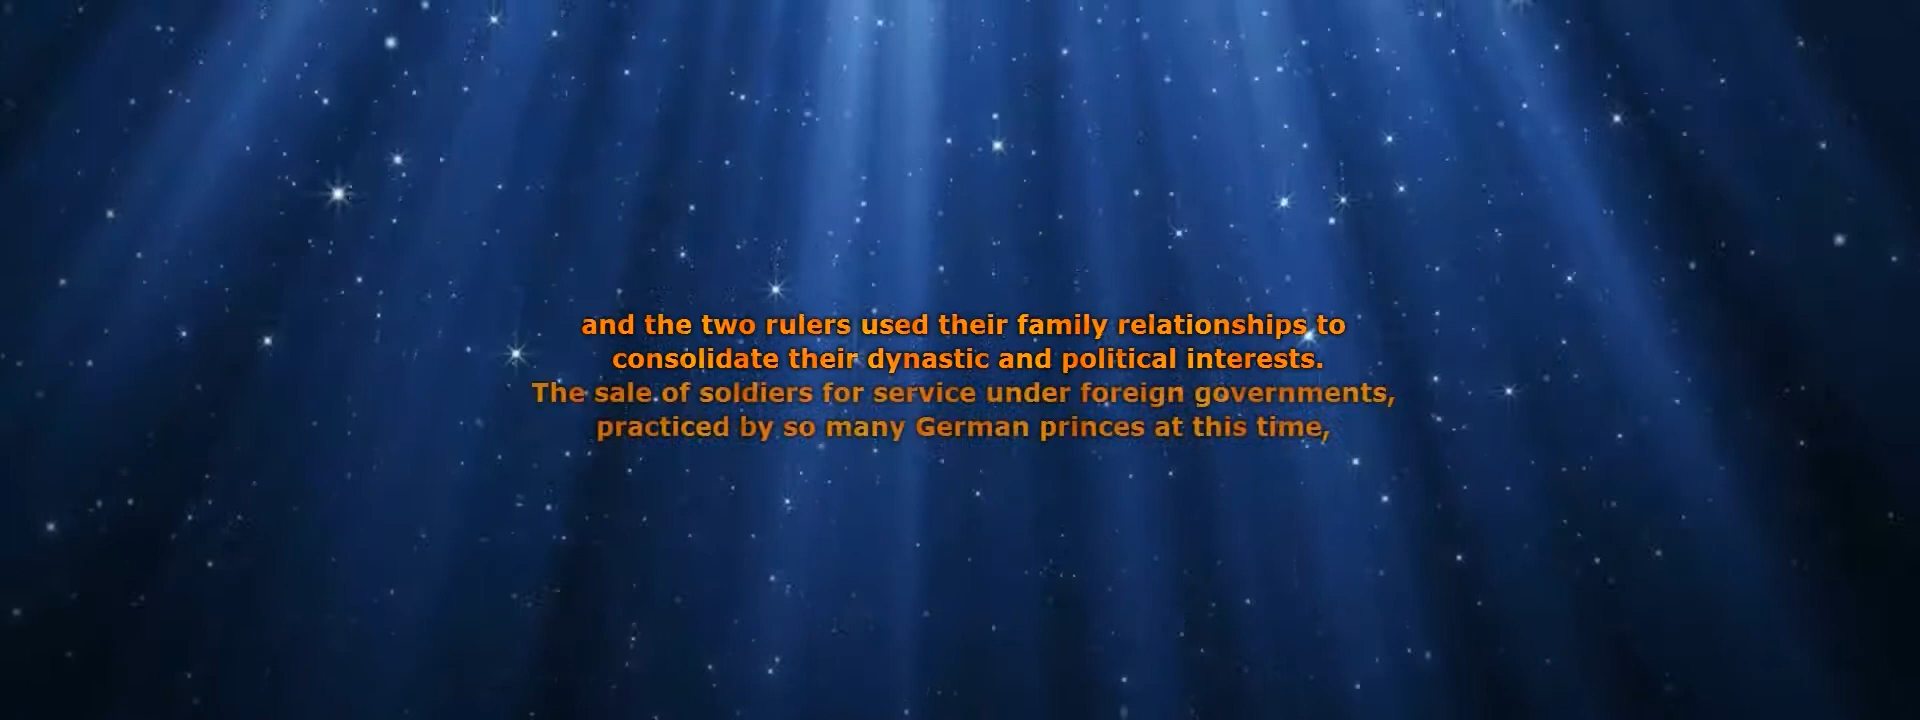 and the two rulers used their family relationships to
consolidate their dynastic and political interests.
The sale of soldiers for service under foreign governments,
practiced by so many German princes at this time,